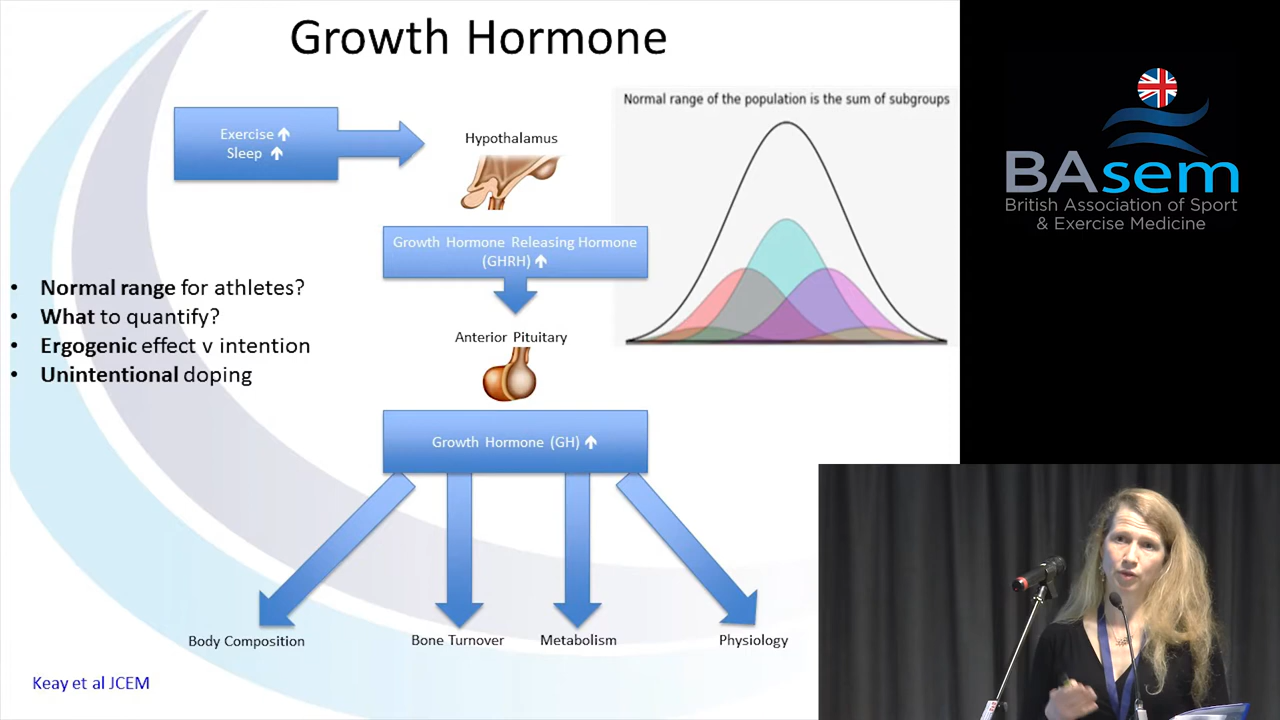 Growth Hormone
Exercise ↑
Sleep ↑
Hypothalamus
Normal range of the population is the sum of subgroups
Growth Hormone Releasing Hormone
(GHRH) ↑
• Normal range for athletes?
• What to quantify?
• Ergogenic effect v intention
• Unintentional doping
Anterior Pituitary
Growth Hormone (GH) ↑
Body Composition
Bone Turnover
Metabolism
Physiology
Keay et al JCEM
BAsem
British Association of Sport
& Exercise Medicine